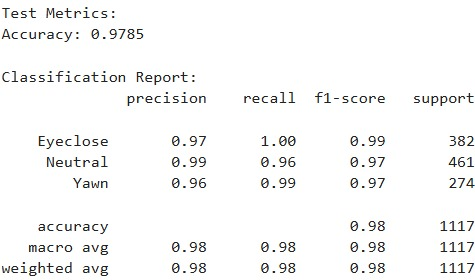 Test Metrics:
Accuracy: 0.9785
Classification Report:
precision recall f1-score support
Eyeclose 0.97 1.00 0.99 382
Neutral 0.99 0.96 0.97 461
Yawn 0.96 0.99 0.97 274
accuracy 0.98 1117
macro avg 0.98 0.98 0.98 1117
weighted avg 0.98 0.98 0.98 1117